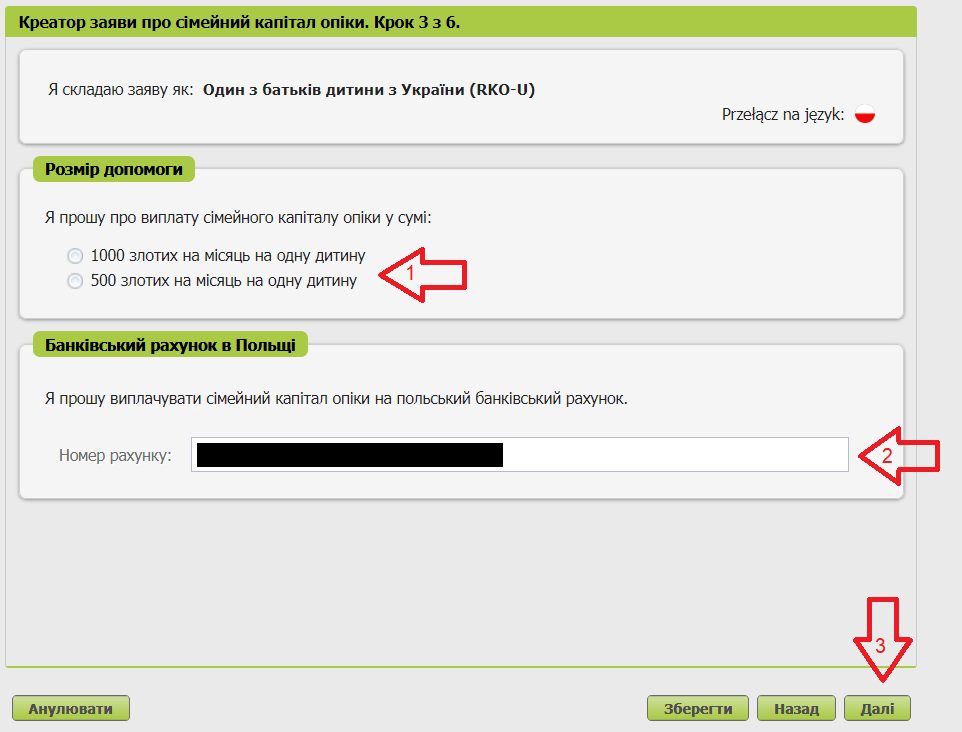 Креатор заяви про сімейний капітал опіки. Крок 3 з 6.
Я складаю заяву як: Один з батьків дитини з України (RKO-U)
Przełącz na język:
Розмір допомоги
Я прошу про виплату сімейного капіталу опіки у сумі:
1000 злотих на місяць на одну дитину
500 злотих на місяць на одну дитину
1
Банківський рахунок в Польщі
Я прошу виплачувати сімейний капітал опіки на польський банківський рахунок.
Номер рахунку:
2
3
Анулювати
Зберегти
Назад
Далі